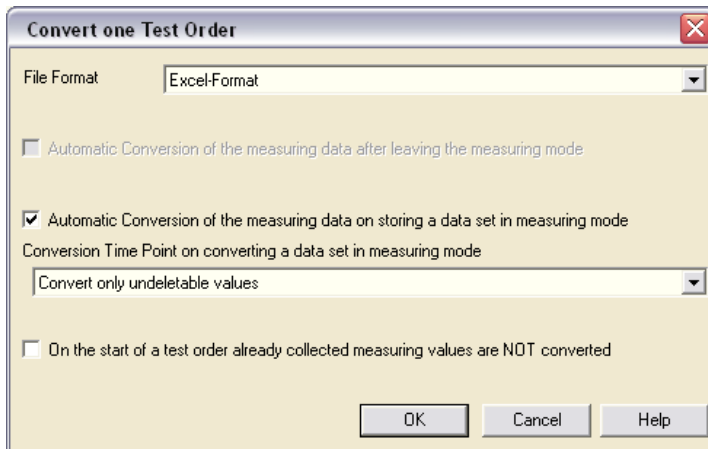 Convert one Test Order
File Format
Excel-Format
Automatic Conversion of the measuring data after leaving the measuring mode
Automatic Conversion of the measuring data on storing a data set in measuring mode
Conversion Time Point on converting a data set in measuring mode
Convert only undeletable values
On the start of a test order already collected measuring values are NOT converted
OK Cancel Help